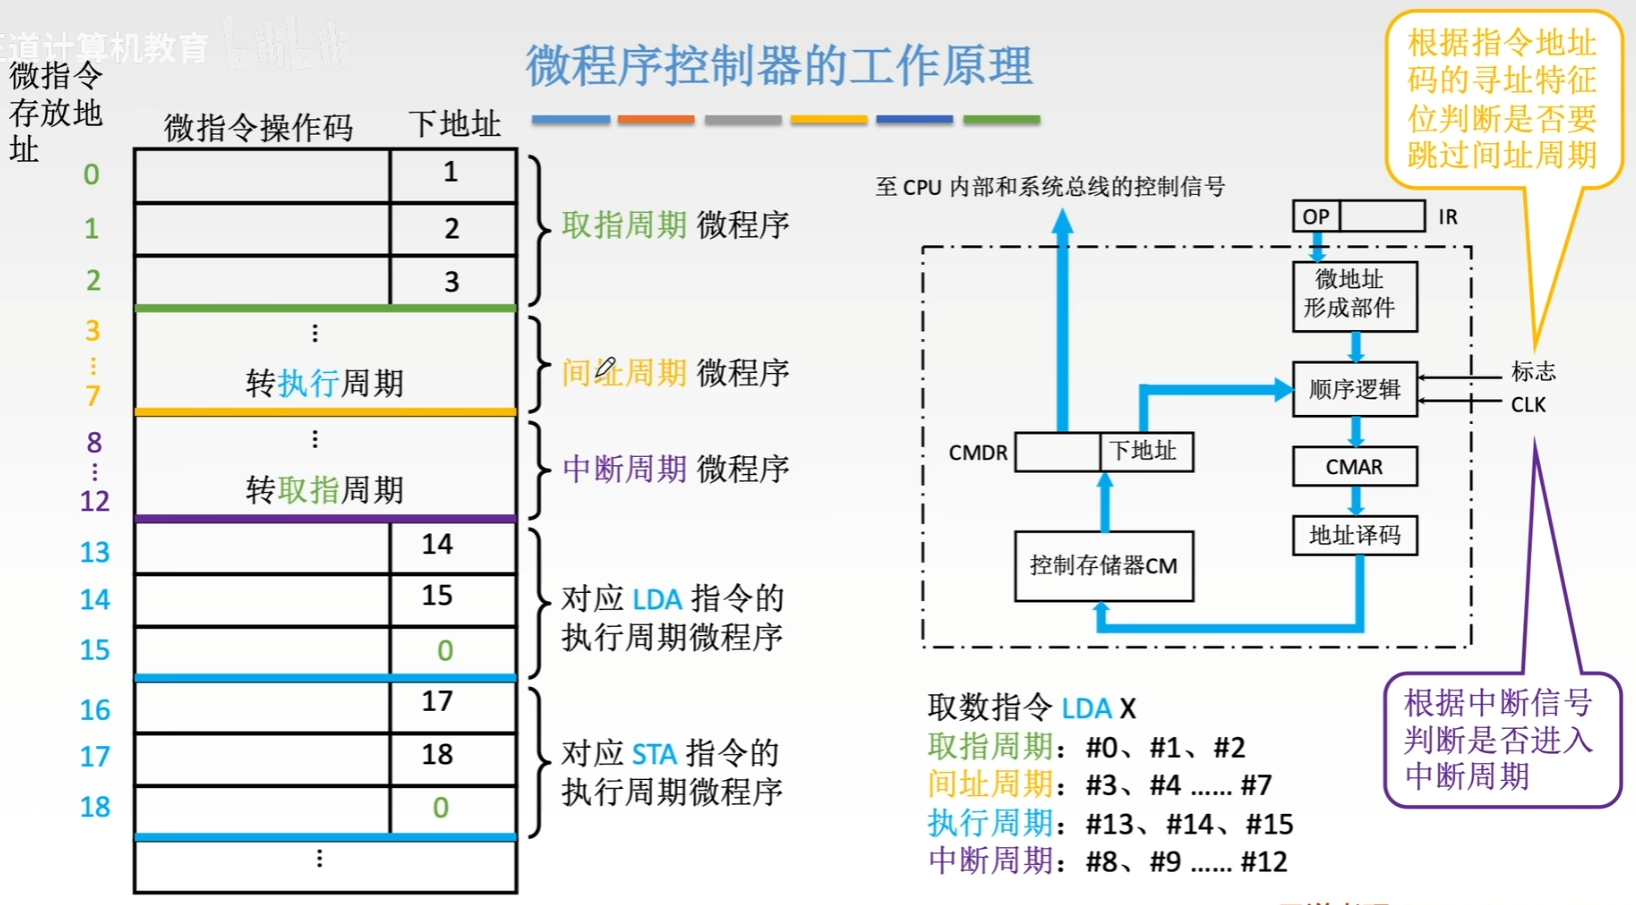 道计算机教育 bilibili
微程序控制器的工作原理
微指令
存放地
址
微指令操作码 下地址
0 1
1 2
2 3
取指周期 微程序
3
⋮
7
⋮
转执行周期
间址周期 微程序
8
⋮
12
⋮
转取指周期
中断周期 微程序
13 14
14 15
15 0
对应 LDA 指令的
执行周期微程序
16 17
17 18
18 0
对应 STA 指令的
执行周期微程序
⋮
根据指令地址
码的寻址特征
位判断是否要
跳过间址周期
至 CPU 内部和系统总线的控制信号
OP IR
微地址
形成部件
顺序逻辑
标志
CLK
CMDR 下地址
CMAR
地址译码
控制存储器CM
取数指令 LDA X
取指周期：#0、#1、#2
间址周期：#3、#4 …… #7
执行周期：#13、#14、#15
中断周期：#8、#9 …… #12
根据中断信号
判断是否进入
中断周期